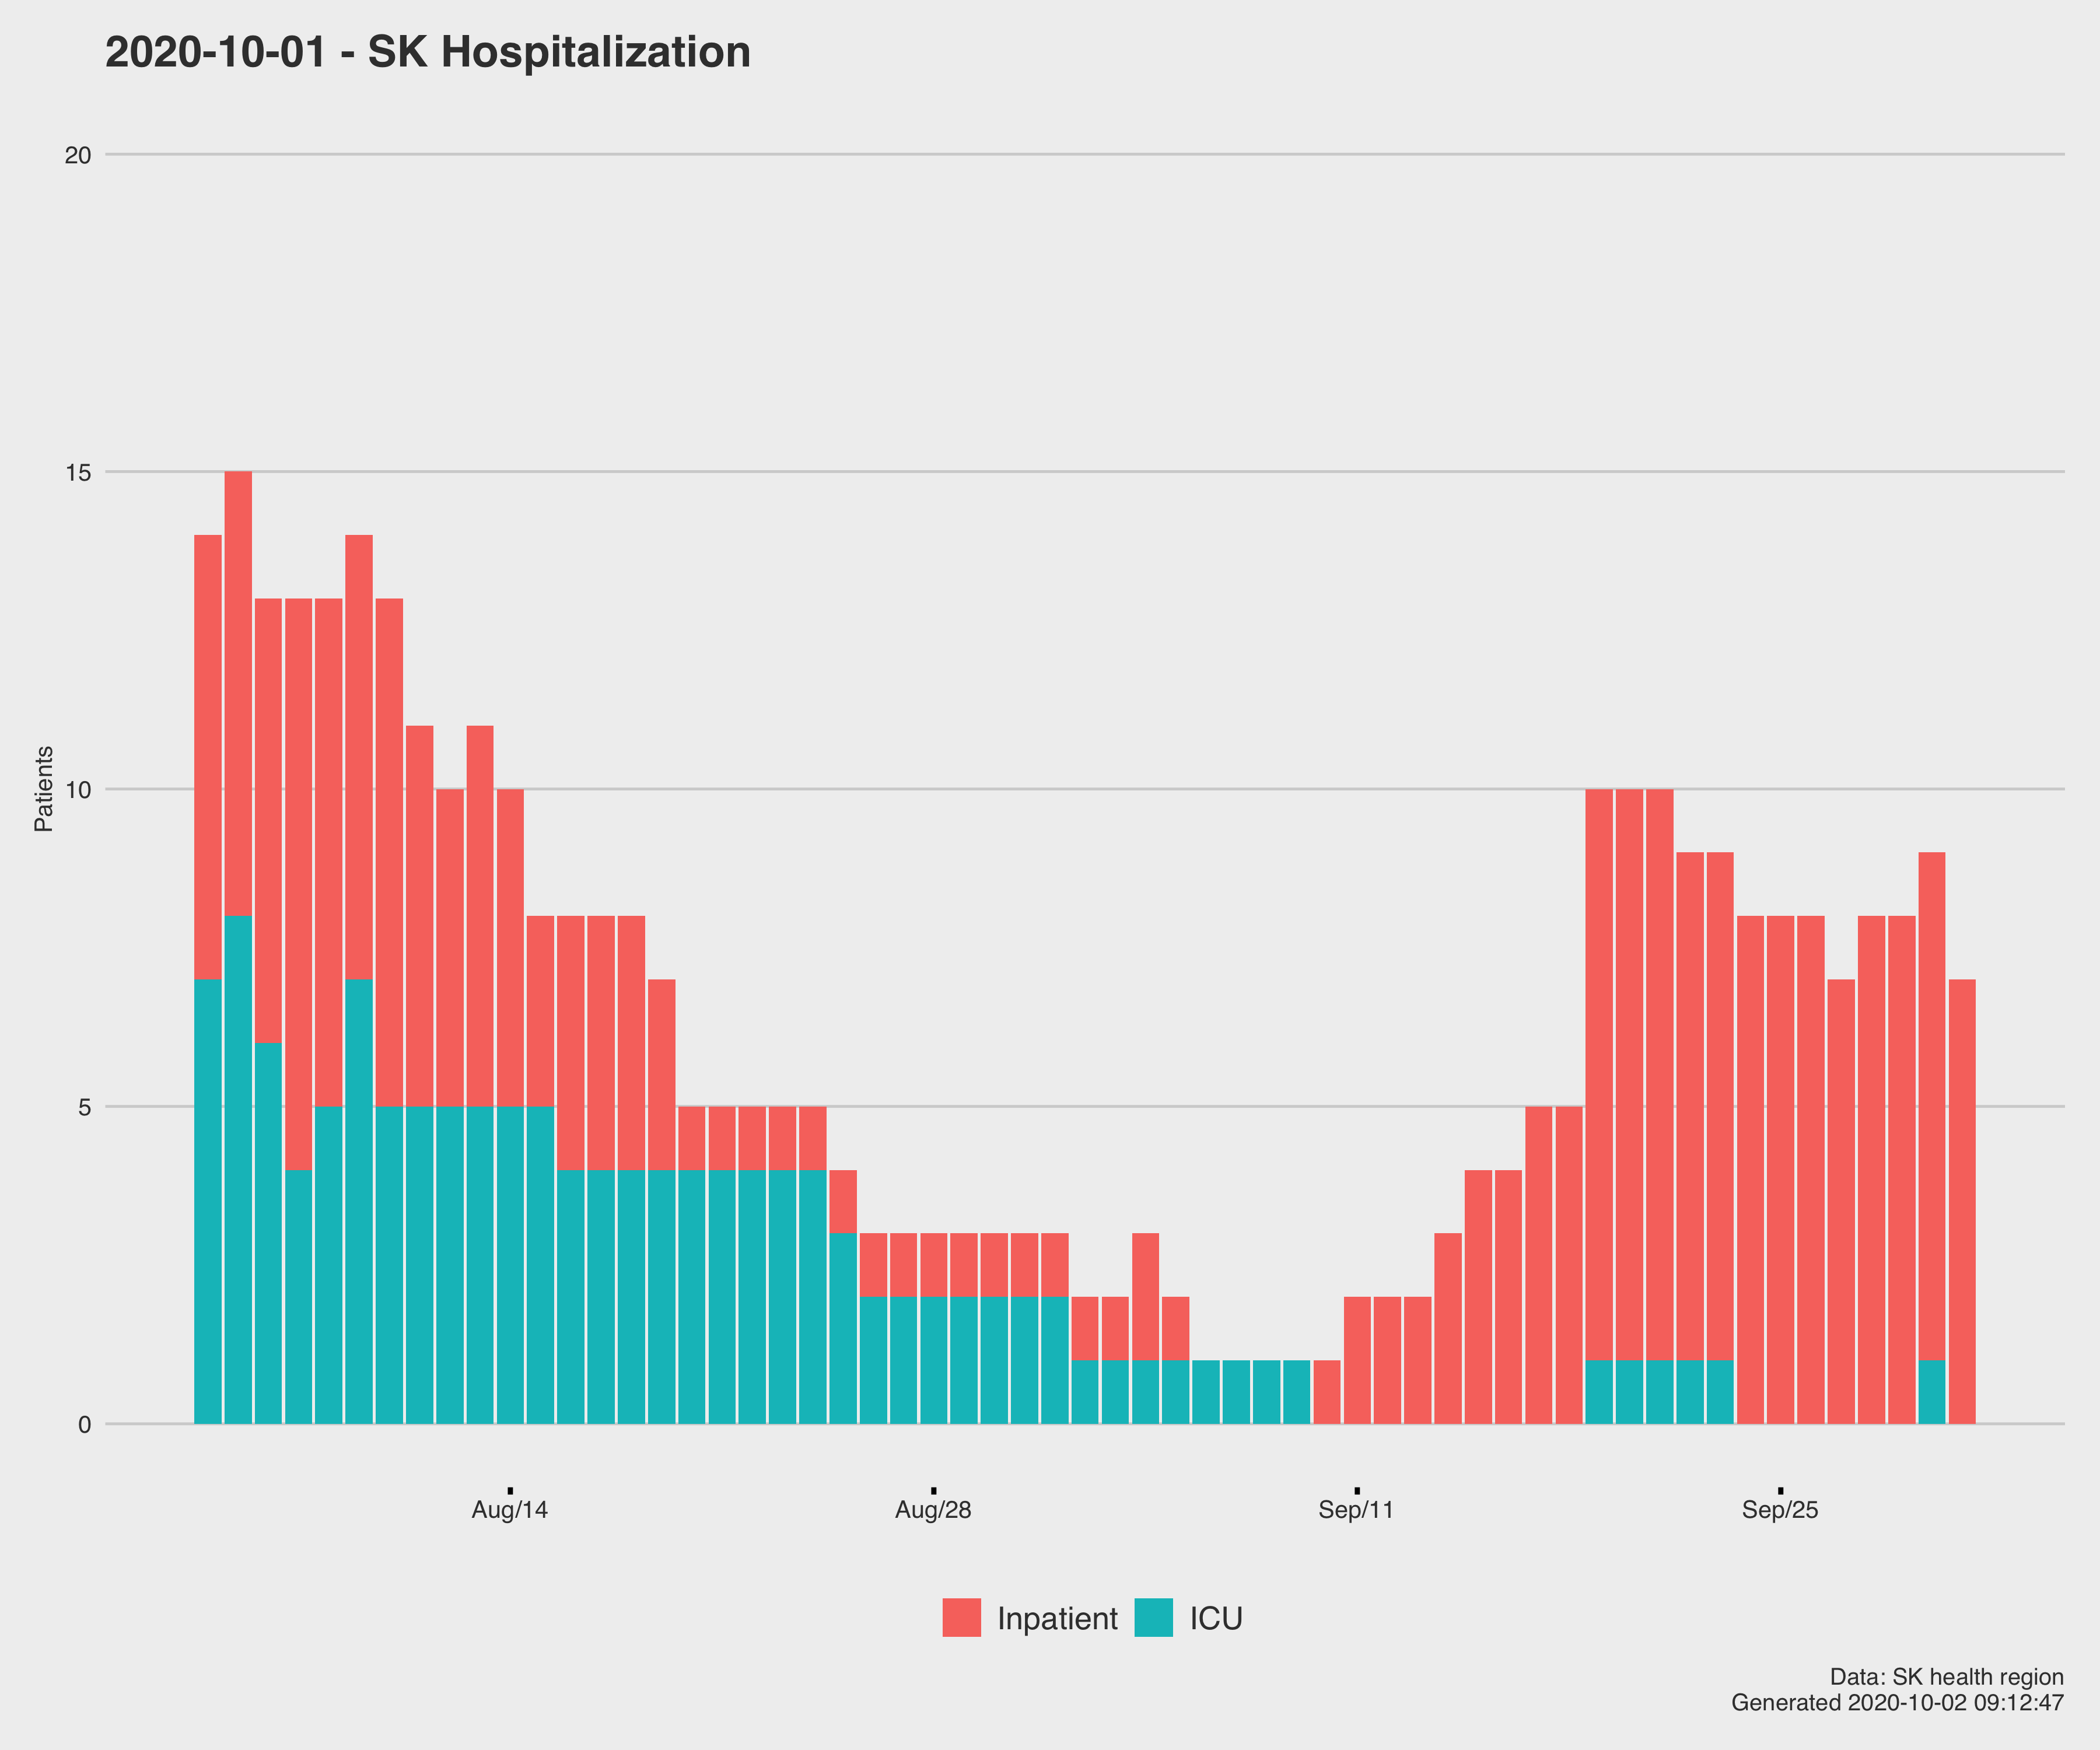 2020-10-01 - SK Hospitalization
20
15
10
5
0
Patients
Aug/14 Aug/28 Sep/11 Sep/25
Inpatient ICU
Data: SK health region
Generated 2020-10-02 09:12:47